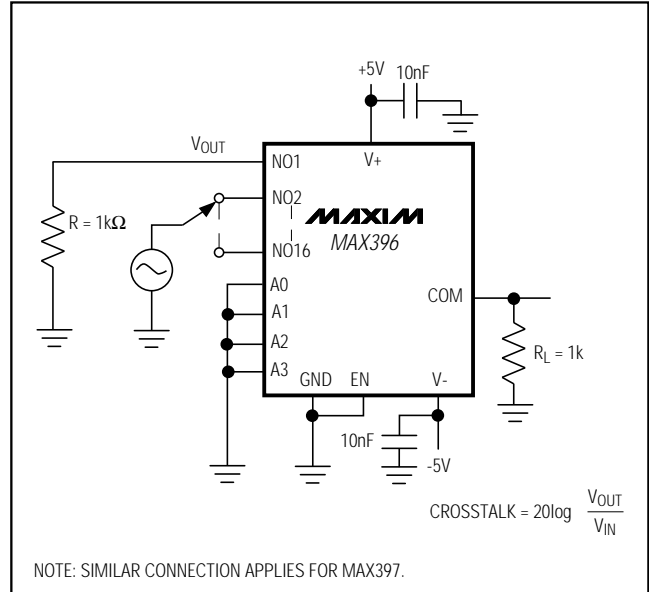 +5V 10nF
V+
VOUT
NO1
R = 1kΩ
NO2
MAXIM
MAX396
NO16
A0
COM
A1
A2
RL = 1k
A3
GND EN V-
10nF
-5V
CROSSTALK = 20log VOUT
VIN
NOTE: SIMILAR CONNECTION APPLIES FOR MAX397.